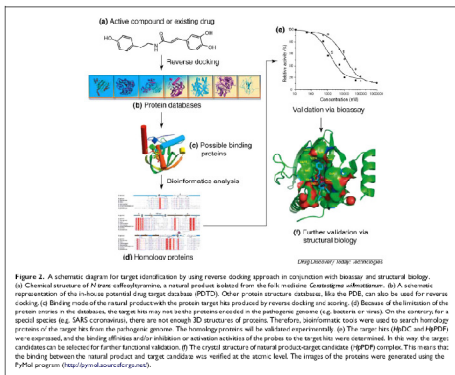 (a) Active compound or existing drug
HO
OH
OH
N
H
O
Reverse docking
(b) Protein databases
(c) Possible binding
proteins
Bioinformatics analysis
(d) Homology proteins
(e)
Relative activity (%)
Concentration (nM)
Validation via bioassay
(f) Further validation via
structural biology
Drug Discovery Today: Technologies
Figure 2. A schematic diagram for target identification by using reverse docking approach in conjunction with bioassay and structural biology.
(a) Chemical structure of N-trans-caffeoyltyramine, a natural product isolated from the folk medicine Ceratostigma willmottianum. (b) A schematic
representation of the in-house potential drug target database (PDTD). Other protein structure database, like the PDB, can also be used for reverse
docking. (c) Binding mode of the natural product with the protein target hits produced by reverse docking and scoring. (d) Because of the limitation of the
protein entries in the databases, the target hits may not be the proteins encoded in the pathogenic genome (e.g. bacteria or virus). On the contrary, for a
special species (e.g. SARS coronavirus), there are not enough 3D structures of proteins. Therefore, bioinformatic tools were used to search homology
proteins of the target hits from the pathogenic genome. The homology proteins will be validated experimentally. (e) The target hits (HpDC and HpPDF)
were expressed, and the binding affinities and/or inhibition or activation activities of the probes to the target hits were determined. In this way the target
candidates can be selected for further functional validation. (f) The crystal structure of natural product-target candidate (HpPDF) complex. This means that
the binding between the natural product and target candidate was verified at the atomic level. The images of the proteins were generated using the
PyMol program (http://pymol.sourceforge.net/).